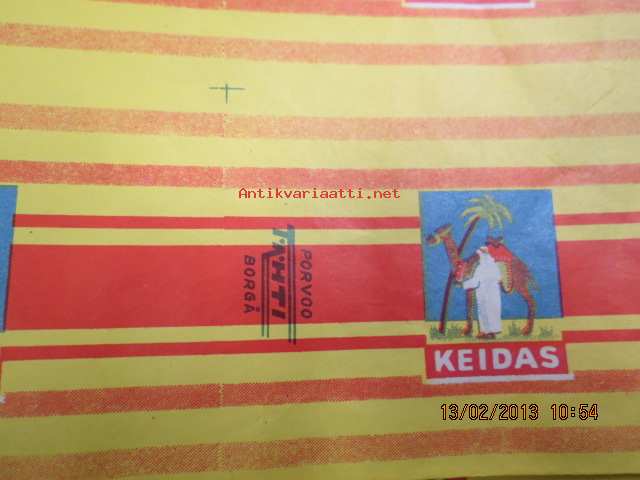 Antikvariaatti.net
PORVOO
TÄHTI
BORGÅ
KEIDAS
13/02/2013 10:54